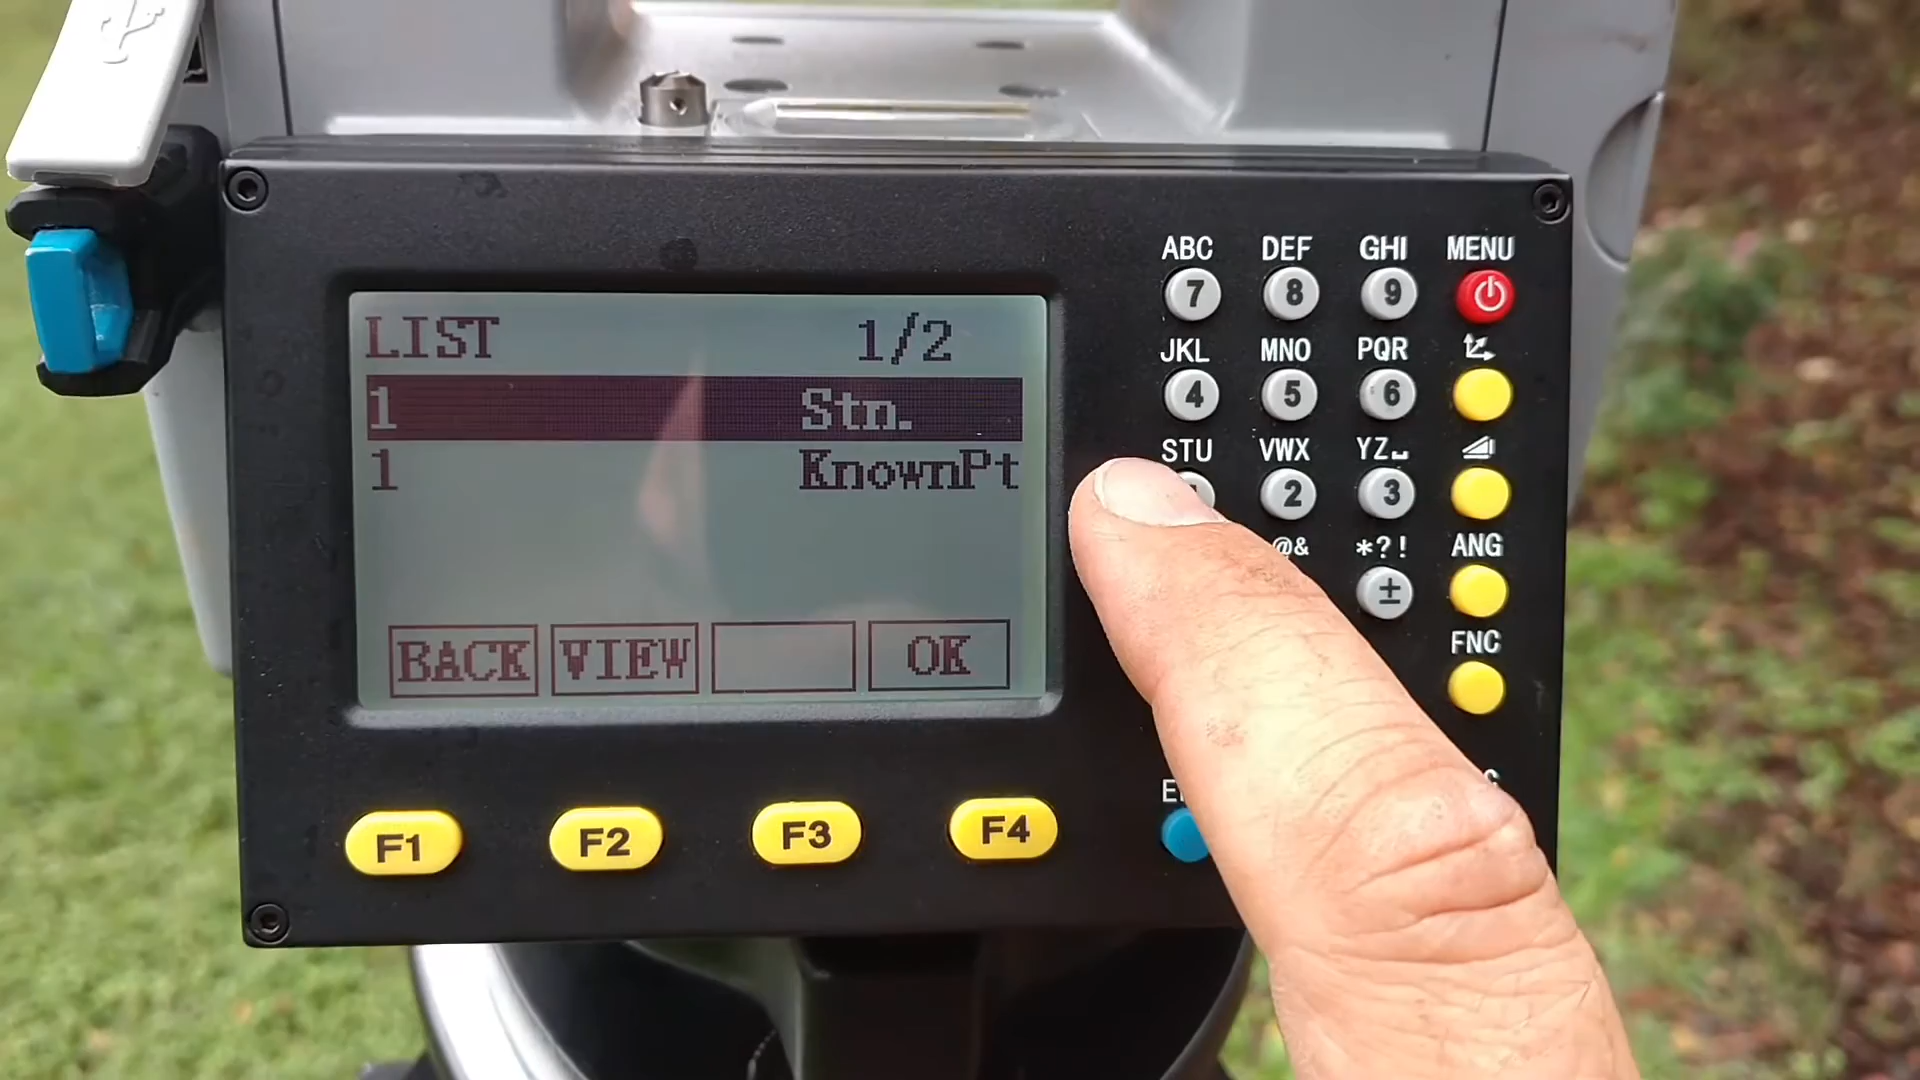 ABC DEF GHI MENU
7 8 9
LIST 1/2
JKL MNO PQR
4 5 6
1 Stn.
STU VWX YZ␣
1 KnownPt
2 3
@& *?! ANG
±
FNC
BACK VIEW OK
F1 F2 F3 F4